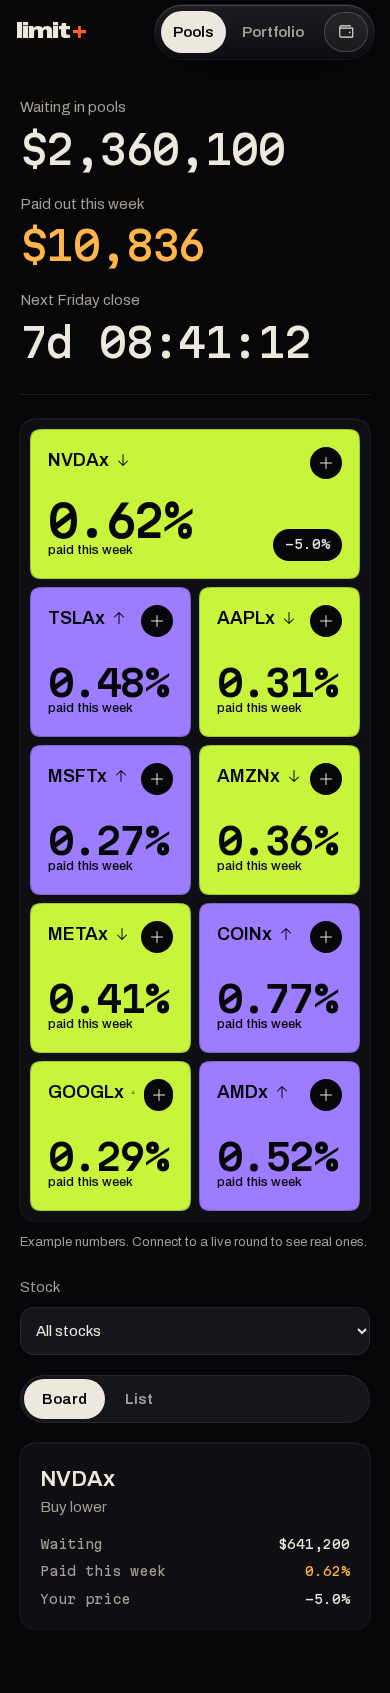 limit+
Pools
Portfolio
Waiting in pools
$2,360,100
Paid out this week
$10,836
Next Friday close
7d 08:41:12
NVDAx ↓
0.62%
paid this week
−5.0%
TSLAx ↑
0.48%
paid this week
AAPLx ↓
0.31%
paid this week
MSFTx ↑
0.27%
paid this week
AMZNx ↓
0.36%
paid this week
METAx ↓
0.41%
paid this week
COINx ↑
0.77%
paid this week
GOOGLx ↓
0.29%
paid this week
AMDx ↑
0.52%
paid this week
Example numbers. Connect to a live round to see real ones.
Stock
All stocks
Board
List
NVDAx
Buy lower
Waiting $641,200
Paid this week 0.62%
Your price −5.0%